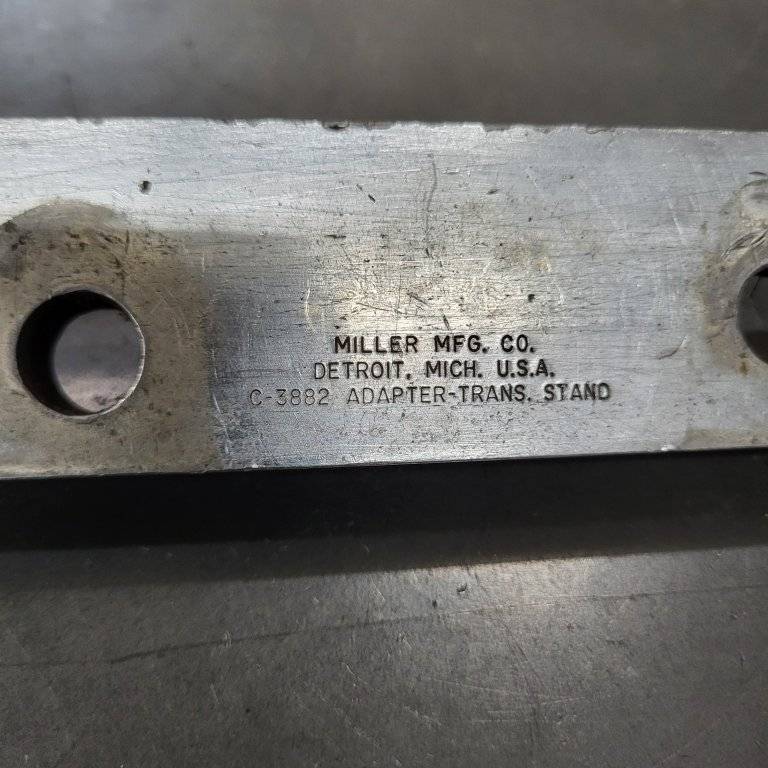 MILLER MFG. CO.
DETROIT, MICH. U.S.A.
C-3882 ADAPTER-TRANS. STAND